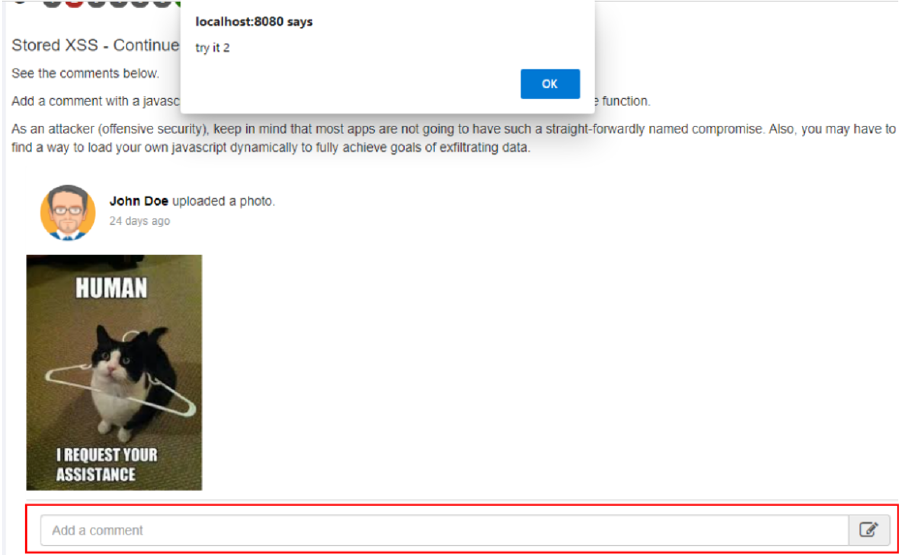 localhost:8080 says
try it 2
OK
Stored XSS - Continue
See the comments below.
Add a comment with a javasc
function.
As an attacker (offensive security), keep in mind that most apps are not going to have such a straight-forwardly named compromise. Also, you may have to
find a way to load your own javascript dynamically to fully achieve goals of exfiltrating data.
John Doe uploaded a photo.
24 days ago
HUMAN
I REQUEST YOUR
ASSISTANCE
Add a comment